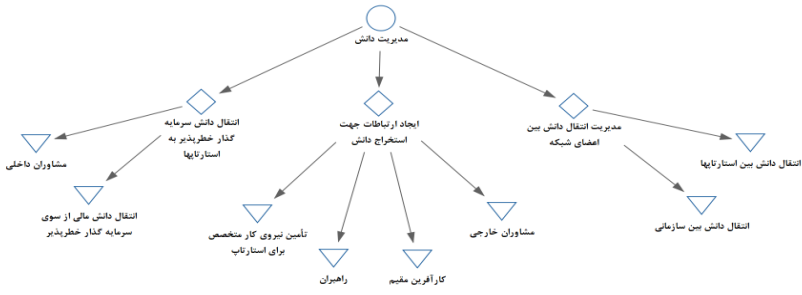 مدیریت دانش
انتقال دانش سرمایه
گذار خطرپذیر به
استارتاپها
ایجاد ارتباطات جهت
استخراج دانش
مدیریت انتقال دانش بین
اعضای شبکه
مشاوران داخلی
انتقال دانش مالی از سوی
سرمایه گذار خطرپذیر
تأمین نیروی کار متخصص
برای استارتاپ
راهبران
کارآفرین مقیم
مشاوران خارجی
انتقال دانش بین سازمانی
انتقال دانش بین استارتاپها